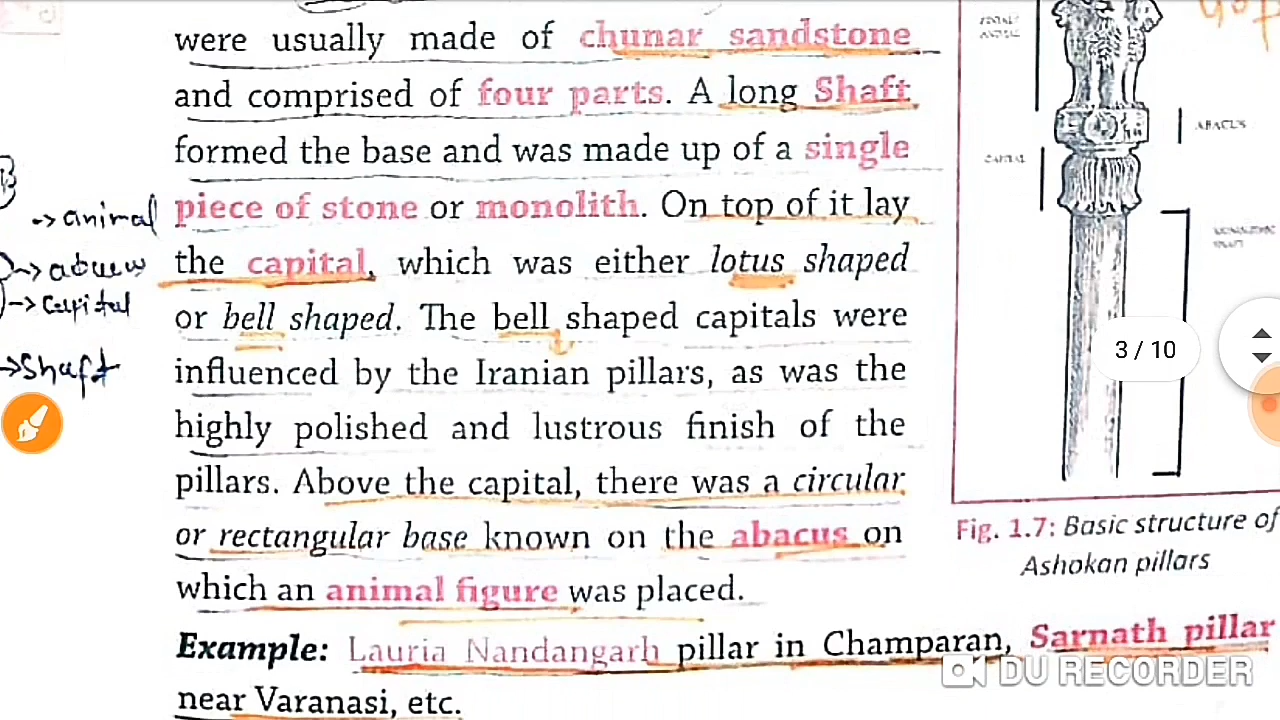 were usually made of chunar sandstone
and comprised of four parts. A long Shaft
formed the base and was made up of a single
piece of stone or monolith. On top of it lay
the capital, which was either lotus shaped
or bell shaped. The bell shaped capitals were
influenced by the Iranian pillars, as was the
highly polished and lustrous finish of the
pillars. Above the capital, there was a circular
or rectangular base known on the abacus on
which an animal figure was placed.
Example: Lauria Nandangarh pillar in Champaran, Sarnath pillar
near Varanasi, etc.
animal
capital
shaft
ABACUS
CAPITAL
3 / 10
Fig. 1.7: Basic structure of
Ashokan pillars
DU RECORDER